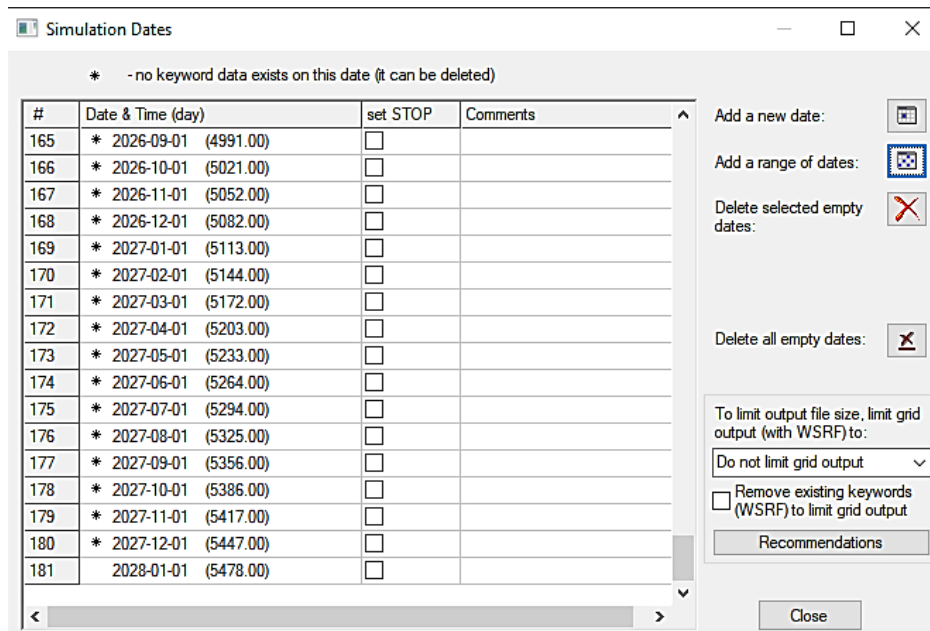 Simulation Dates
* - no keyword data exists on this date (it can be deleted)
# Date & Time (day) set STOP Comments
165 * 2026-09-01 (4991.00)
166 * 2026-10-01 (5021.00)
167 * 2026-11-01 (5052.00)
168 * 2026-12-01 (5082.00)
169 * 2027-01-01 (5113.00)
170 * 2027-02-01 (5144.00)
171 * 2027-03-01 (5172.00)
172 * 2027-04-01 (5203.00)
173 * 2027-05-01 (5233.00)
174 * 2027-06-01 (5264.00)
175 * 2027-07-01 (5294.00)
176 * 2027-08-01 (5325.00)
177 * 2027-09-01 (5356.00)
178 * 2027-10-01 (5386.00)
179 * 2027-11-01 (5417.00)
180 * 2027-12-01 (5447.00)
181 2028-01-01 (5478.00)
Add a new date:
Add a range of dates:
Delete selected empty
dates:
Delete all empty dates:
To limit output file size, limit grid
output (with WSRF) to:
Do not limit grid output
Remove existing keywords
(WSRF) to limit grid output
Recommendations
Close